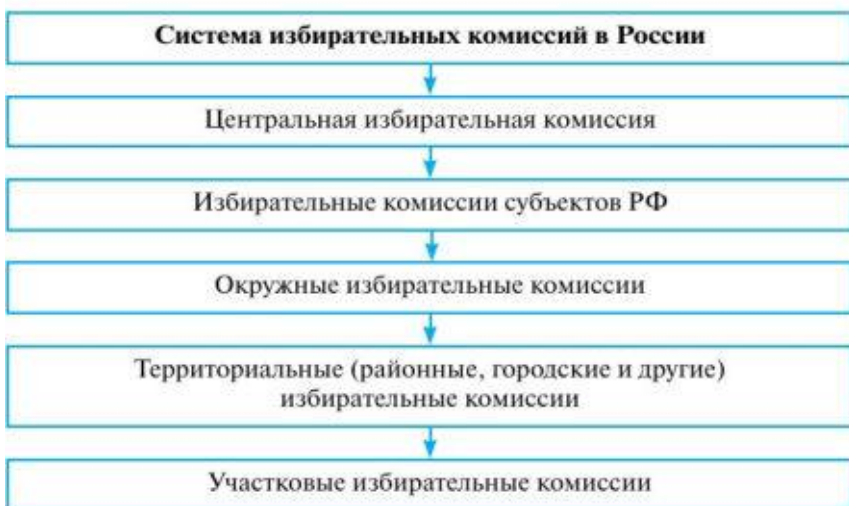 Система избирательных комиссий в России
Центральная избирательная комиссия
Избирательные комиссии субъектов РФ
Окружные избирательные комиссии
Территориальные (районные, городские и другие)
избирательные комиссии
Участковые избирательные комиссии